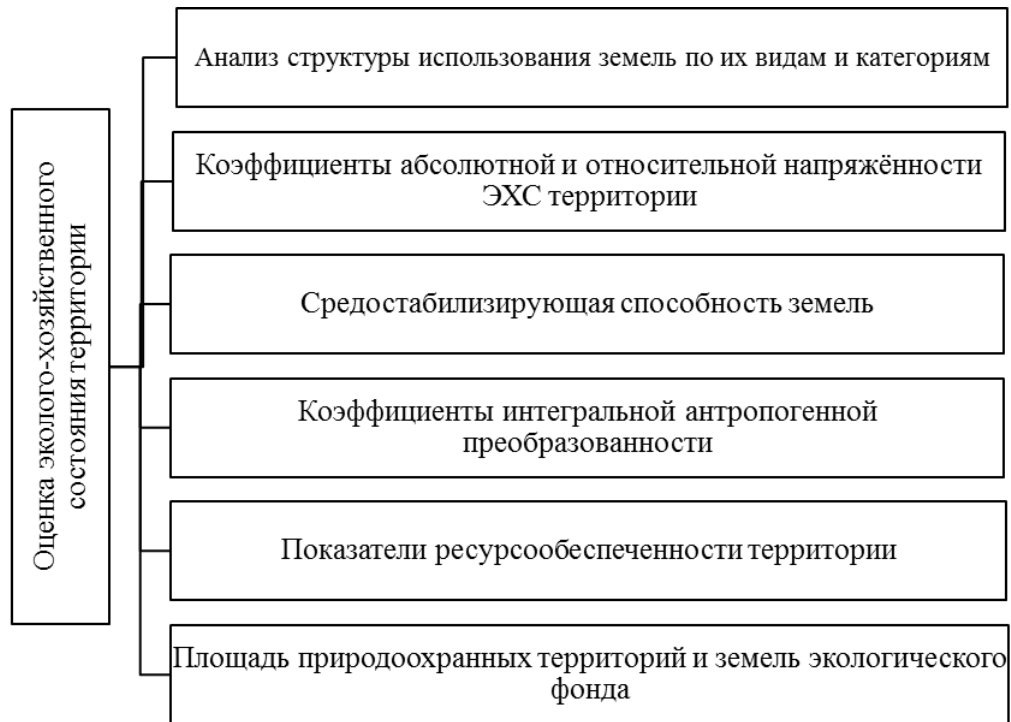 Оценка эколого-хозяйственного
состояния территории
Анализ структуры использования земель по их видам и категориям
Коэффициенты абсолютной и относительной напряжённости
ЭХС территории
Средостабилизирующая способность земель
Коэффициенты интегральной антропогенной
преобразованности
Показатели ресурсообеспеченности территории
Площадь природоохранных территорий и земель экологического
фонда